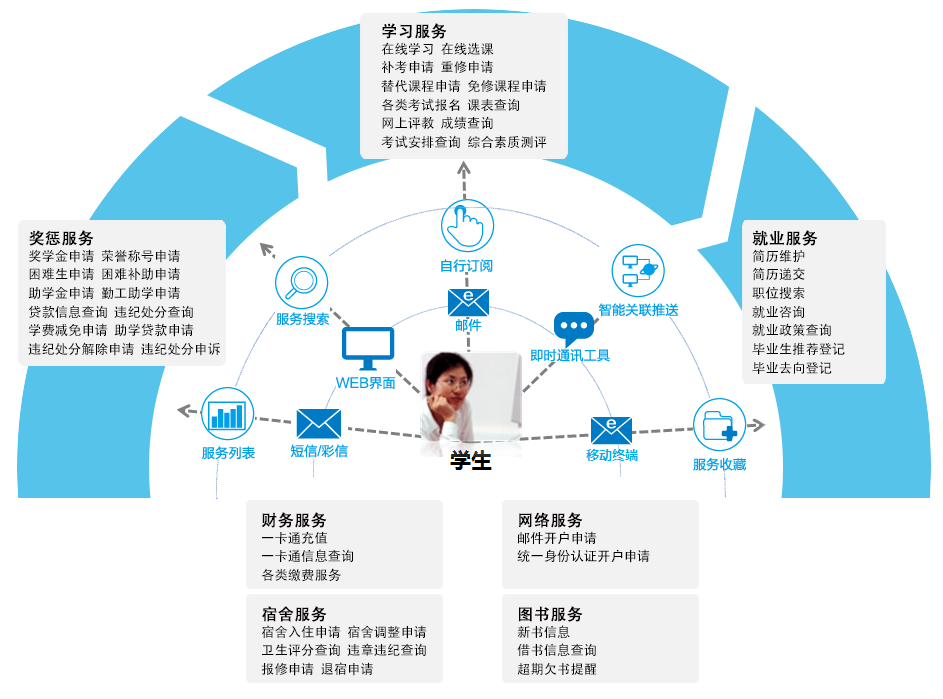 学习服务
在线学习 在线选课
补考申请 重修申请
替代课程申请 免修课程申请
各类考试报名 课表查询
网上评教 成绩查询
考试安排查询 综合素质测评
奖惩服务
奖学金申请 荣誉称号申请
困难生申请 困难补助申请
助学金申请 勤工助学申请
贷款信息查询 违纪处分查询
学费减免申请 助学贷款申请
违纪处分解除申请 违纪处分申诉
就业服务
简历维护
简历递交
职位搜索
就业咨询
就业政策查询
毕业生推荐登记
毕业去向登记
自行订阅
服务搜索
智能关联推送
邮件
即时通讯工具
WEB界面
服务列表
短信/彩信
学生
移动终端
服务收藏
财务服务
一卡通充值
一卡通信息查询
各类缴费服务
网络服务
邮件开户申请
统一身份认证开户申请
宿舍服务
宿舍入住申请 宿舍调整申请
卫生评分查询 违章违纪查询
报修申请 退宿申请
图书服务
新书信息
借书信息查询
超期欠书提醒